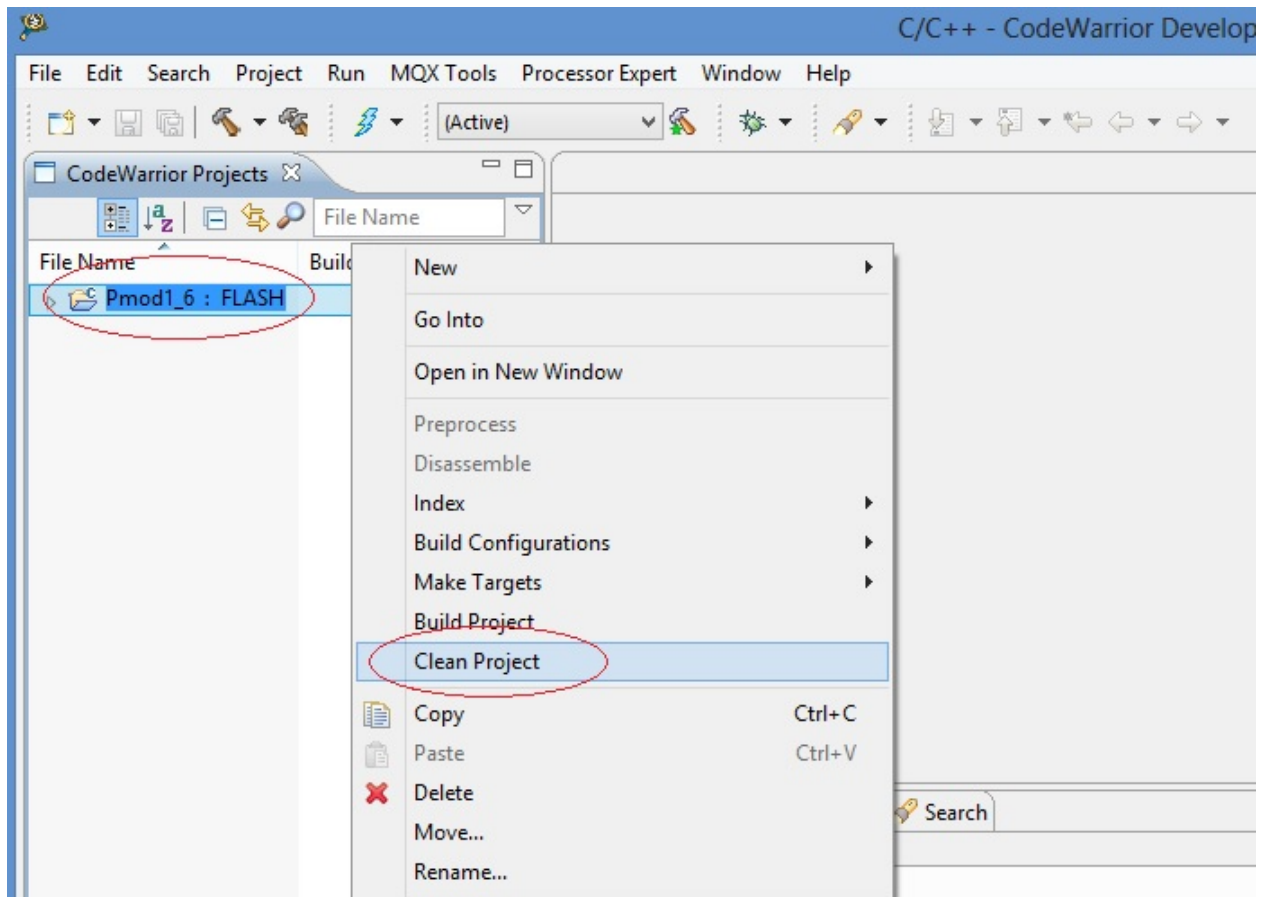 C/C++ - CodeWarrior Develop
File Edit Search Project Run MQX Tools Processor Expert Window Help
(Active)
CodeWarrior Projects
File Name
File Name Build
Pmod1_6 : FLASH
New
Go Into
Open in New Window
Preprocess
Disassemble
Index
Build Configurations
Make Targets
Build Project
Clean Project
Copy Ctrl+C
Paste Ctrl+V
Delete
Search
Move...
Rename...